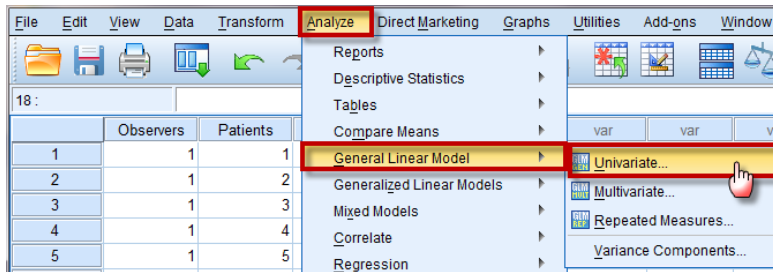 File Edit View Data Transform Analyze Direct Marketing Graphs Utilities Add-ons Window
Reports
Descriptive Statistics
18 :
Tables
Observers Patients Compare Means var var
1 1 1 General Linear Model Univariate...
2 1 2 Generalized Linear Models Multivariate...
3 1 3 Mixed Models Repeated Measures...
4 1 4 Correlate Variance Components...
5 1 5 Regression